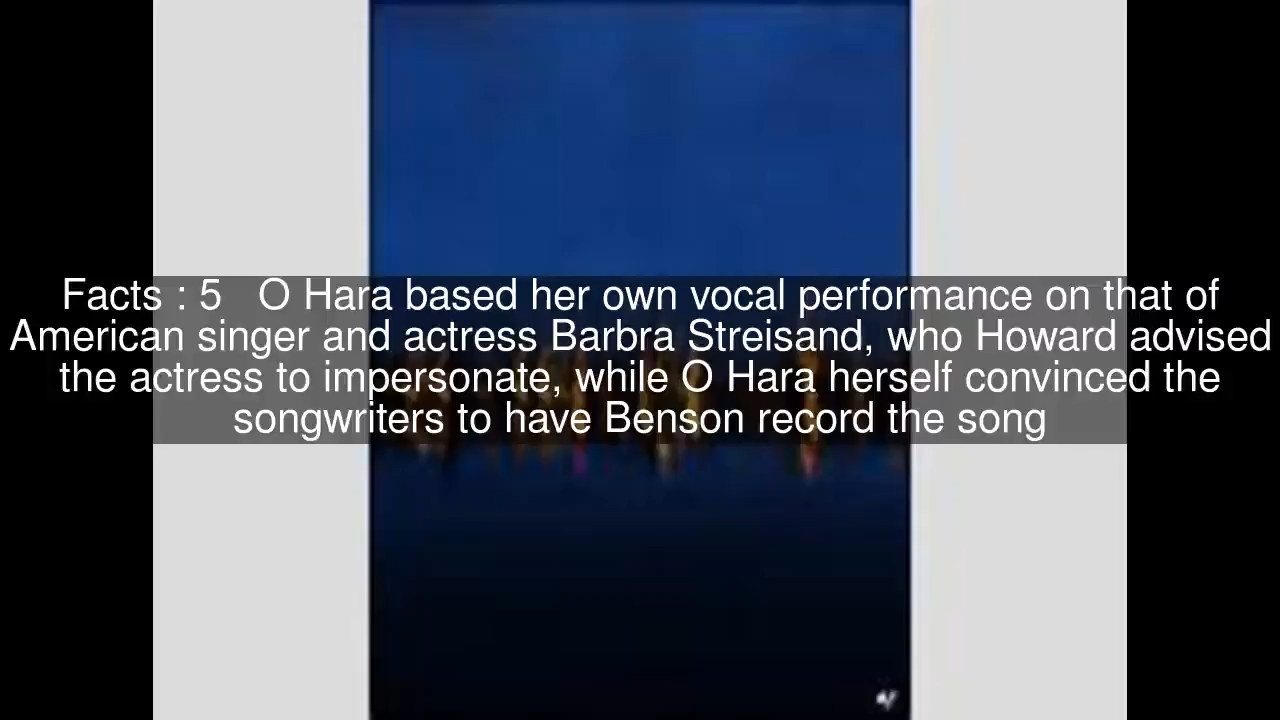 Facts : 5   O Hara based her own vocal performance on that of
American singer and actress Barbra Streisand, who Howard advised
the actress to impersonate, while O Hara herself convinced the
songwriters to have Benson record the song